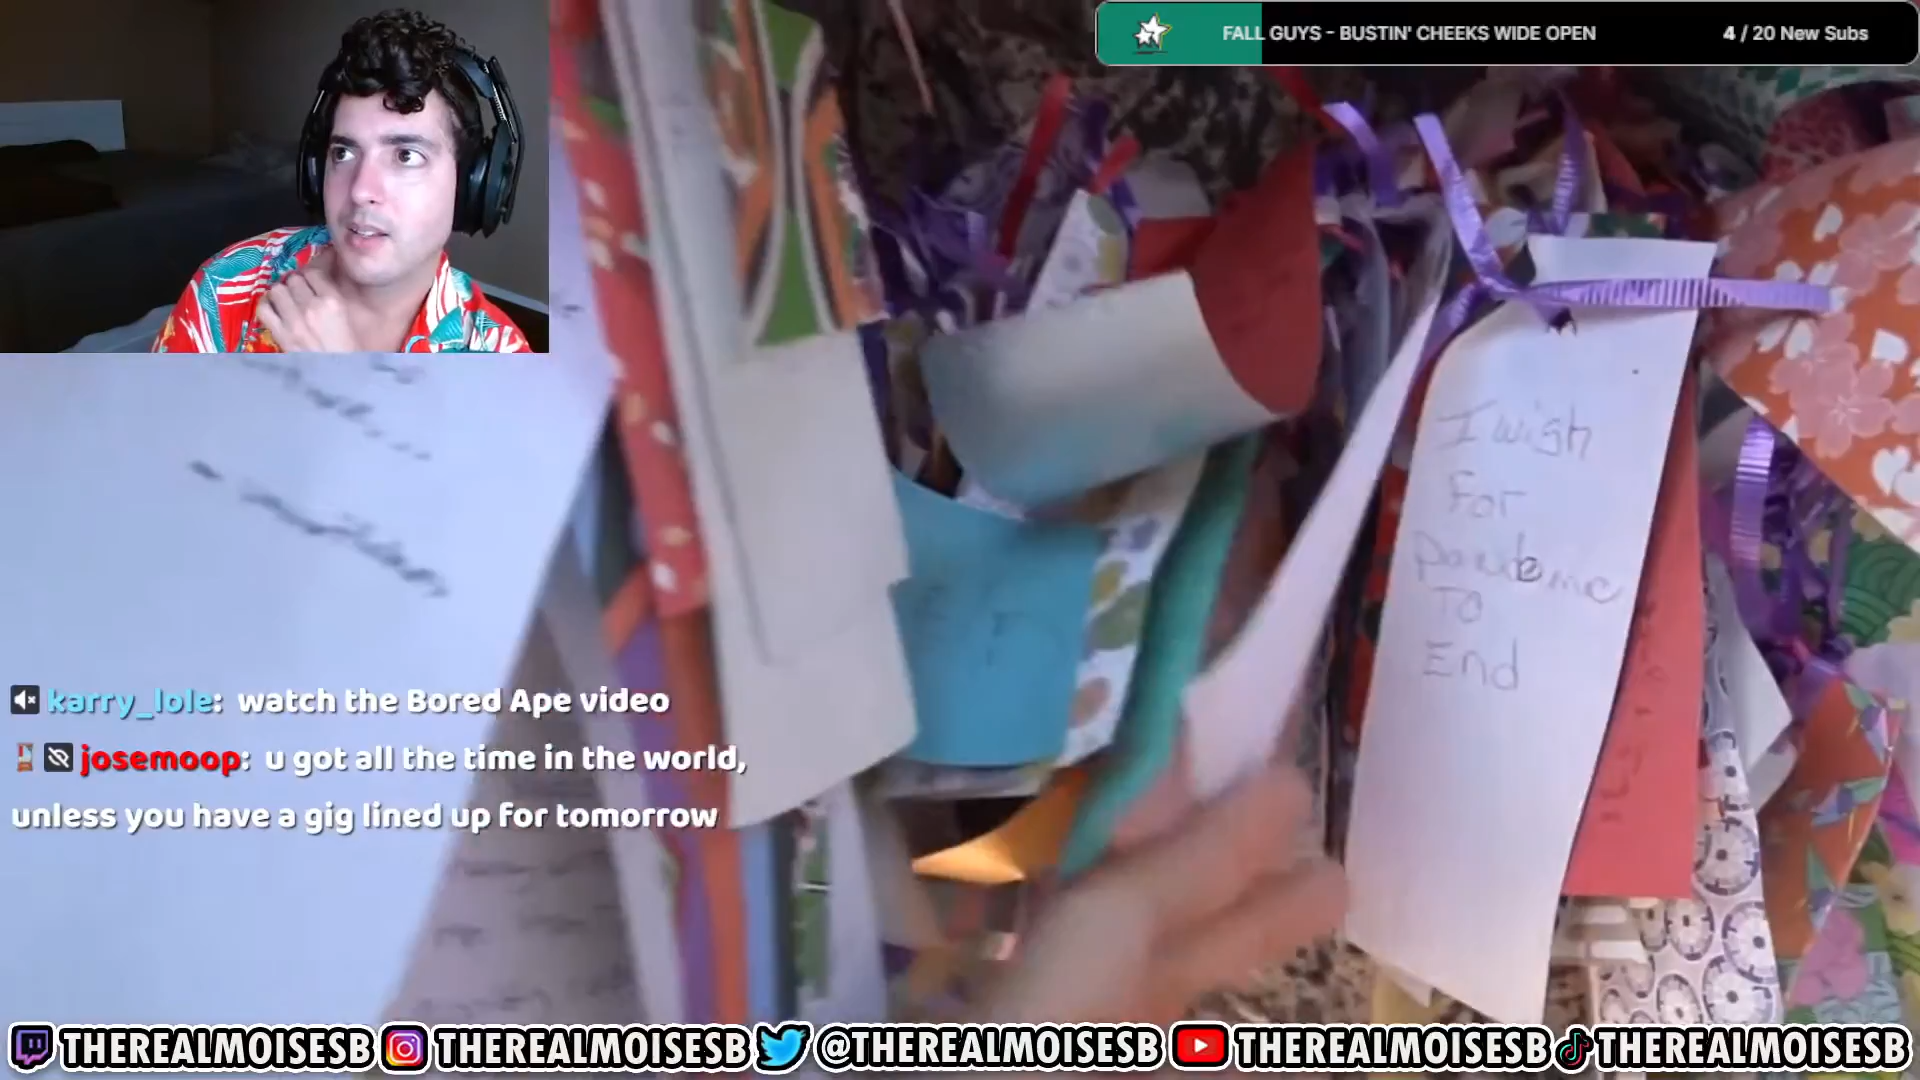 FALL GUYS - BUSTIN' CHEEKS WIDE OPEN
4 / 20 New Subs
I wish
For
pandemc
To
End
karry_lole: watch the Bored Ape video
josemoop: u got all the time in the world,
unless you have a gig lined up for tomorrow
THEREALMOISESB THEREALMOISESB @THEREALMOISESB THEREALMOISESB THEREALMOISESB